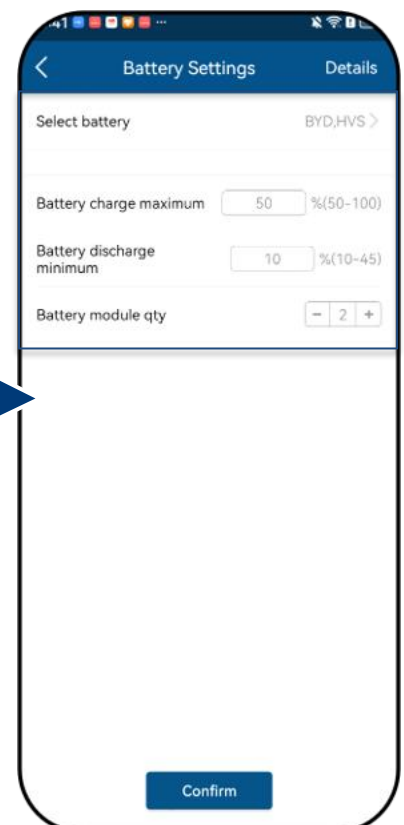 :41
Battery Settings Details
Select battery BYD,HVS >
Battery charge maximum 50 %(50-100)
Battery discharge
minimum 10 %(10-45)
Battery module qty - 2 +
Confirm